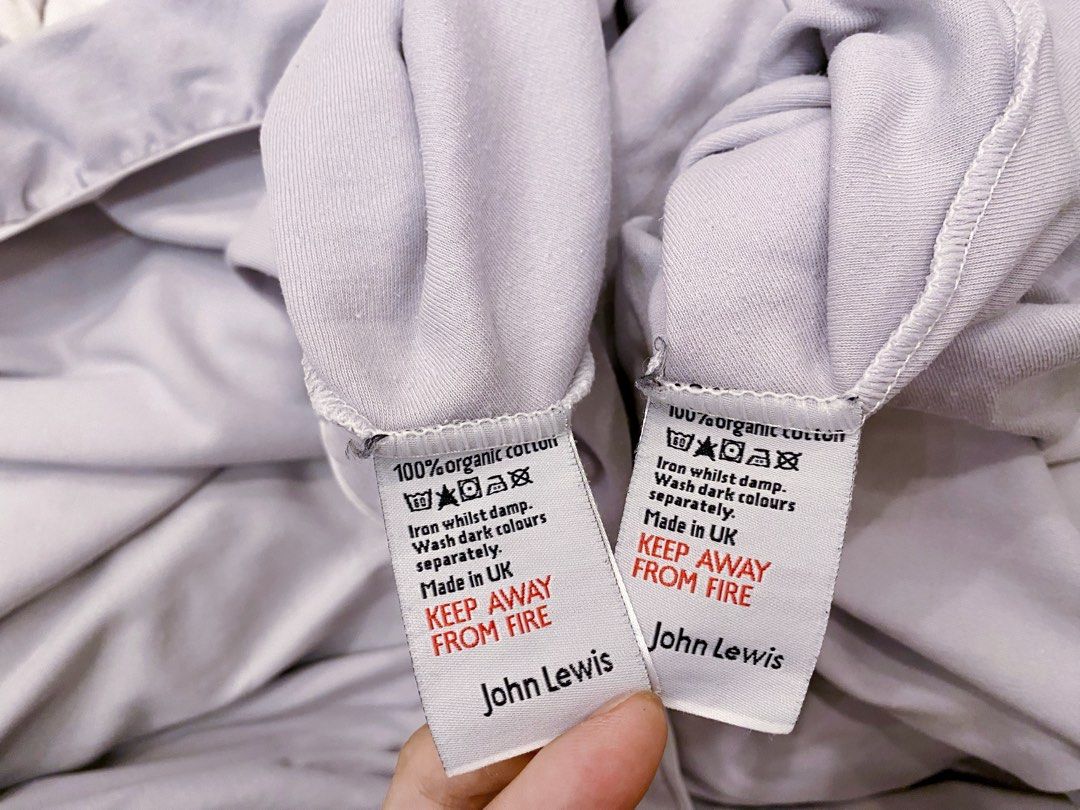 100% organic cotton
60
Iron whilst damp.
Wash dark colours
separately.
Made in UK
KEEP AWAY
FROM FIRE
John Lewis
100% organic cotton
60
Iron whilst damp.
Wash dark colours
separately.
Made in UK
KEEP AWAY
FROM FIRE
John Lewis